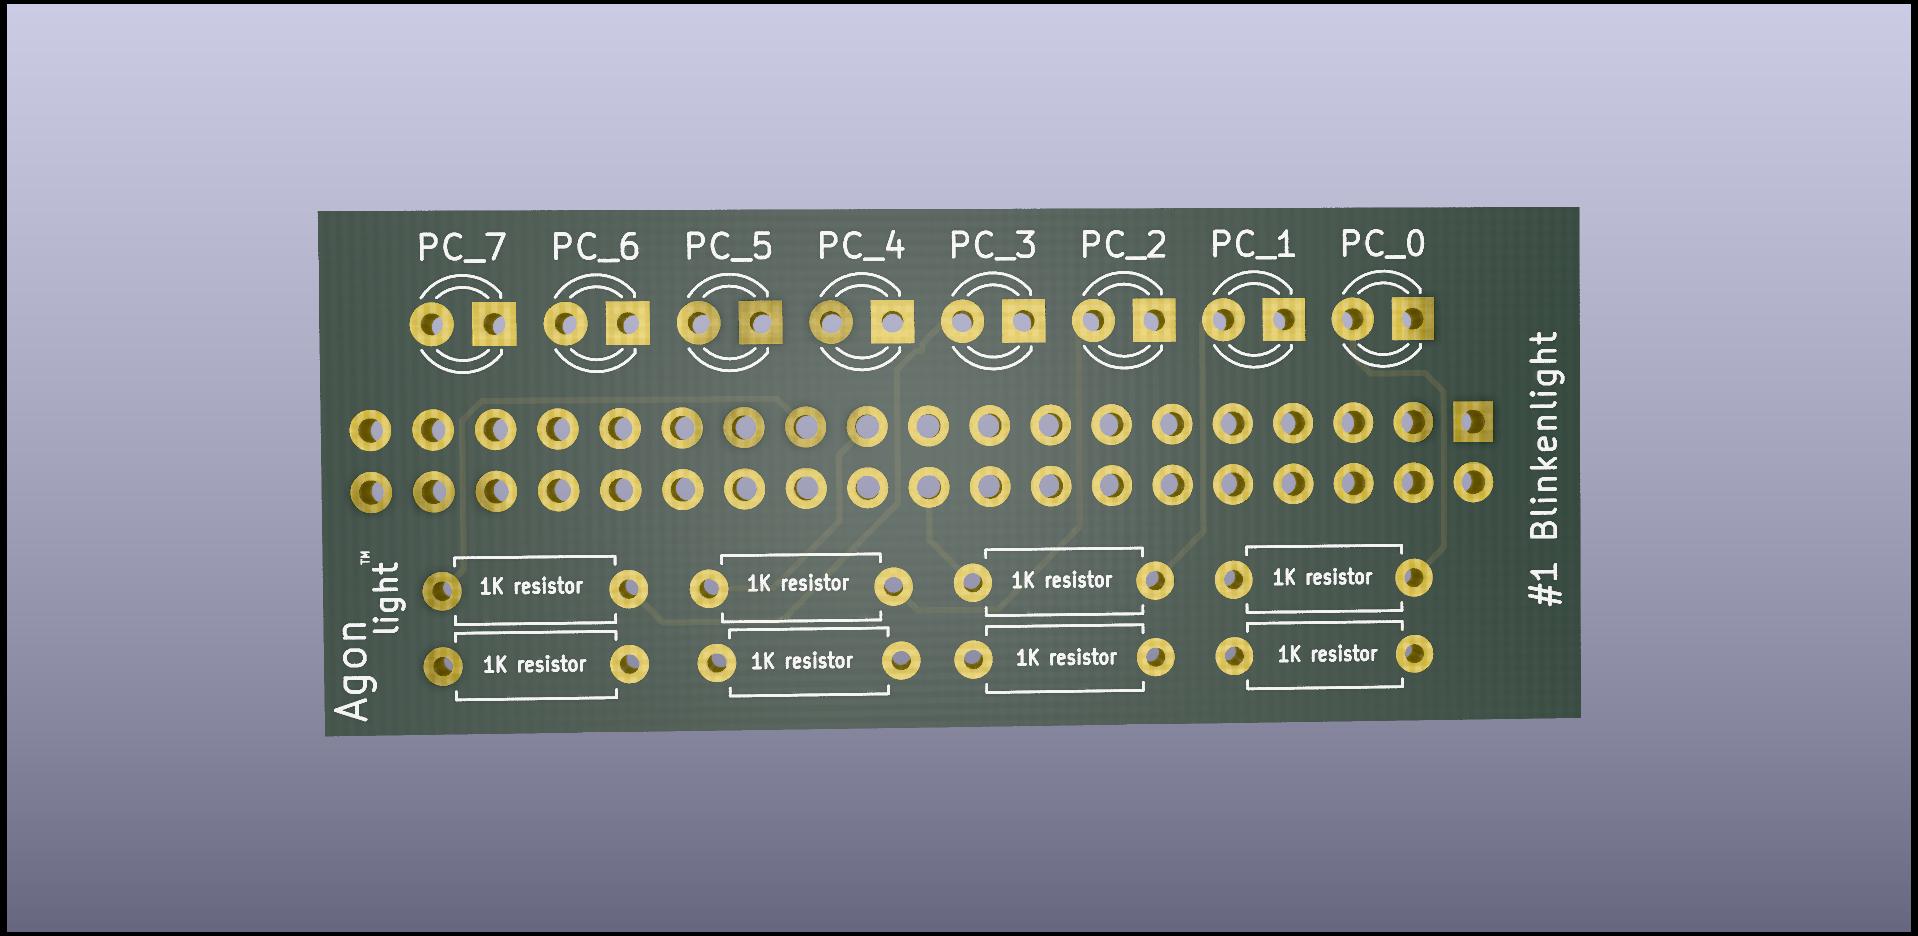 PC_7 PC_6 PC_5 PC_4 PC_3 PC_2 PC_1 PC_0
#1 Blinkenlight
Agon
light™
1K resistor 1K resistor 1K resistor 1K resistor
1K resistor 1K resistor 1K resistor 1K resistor